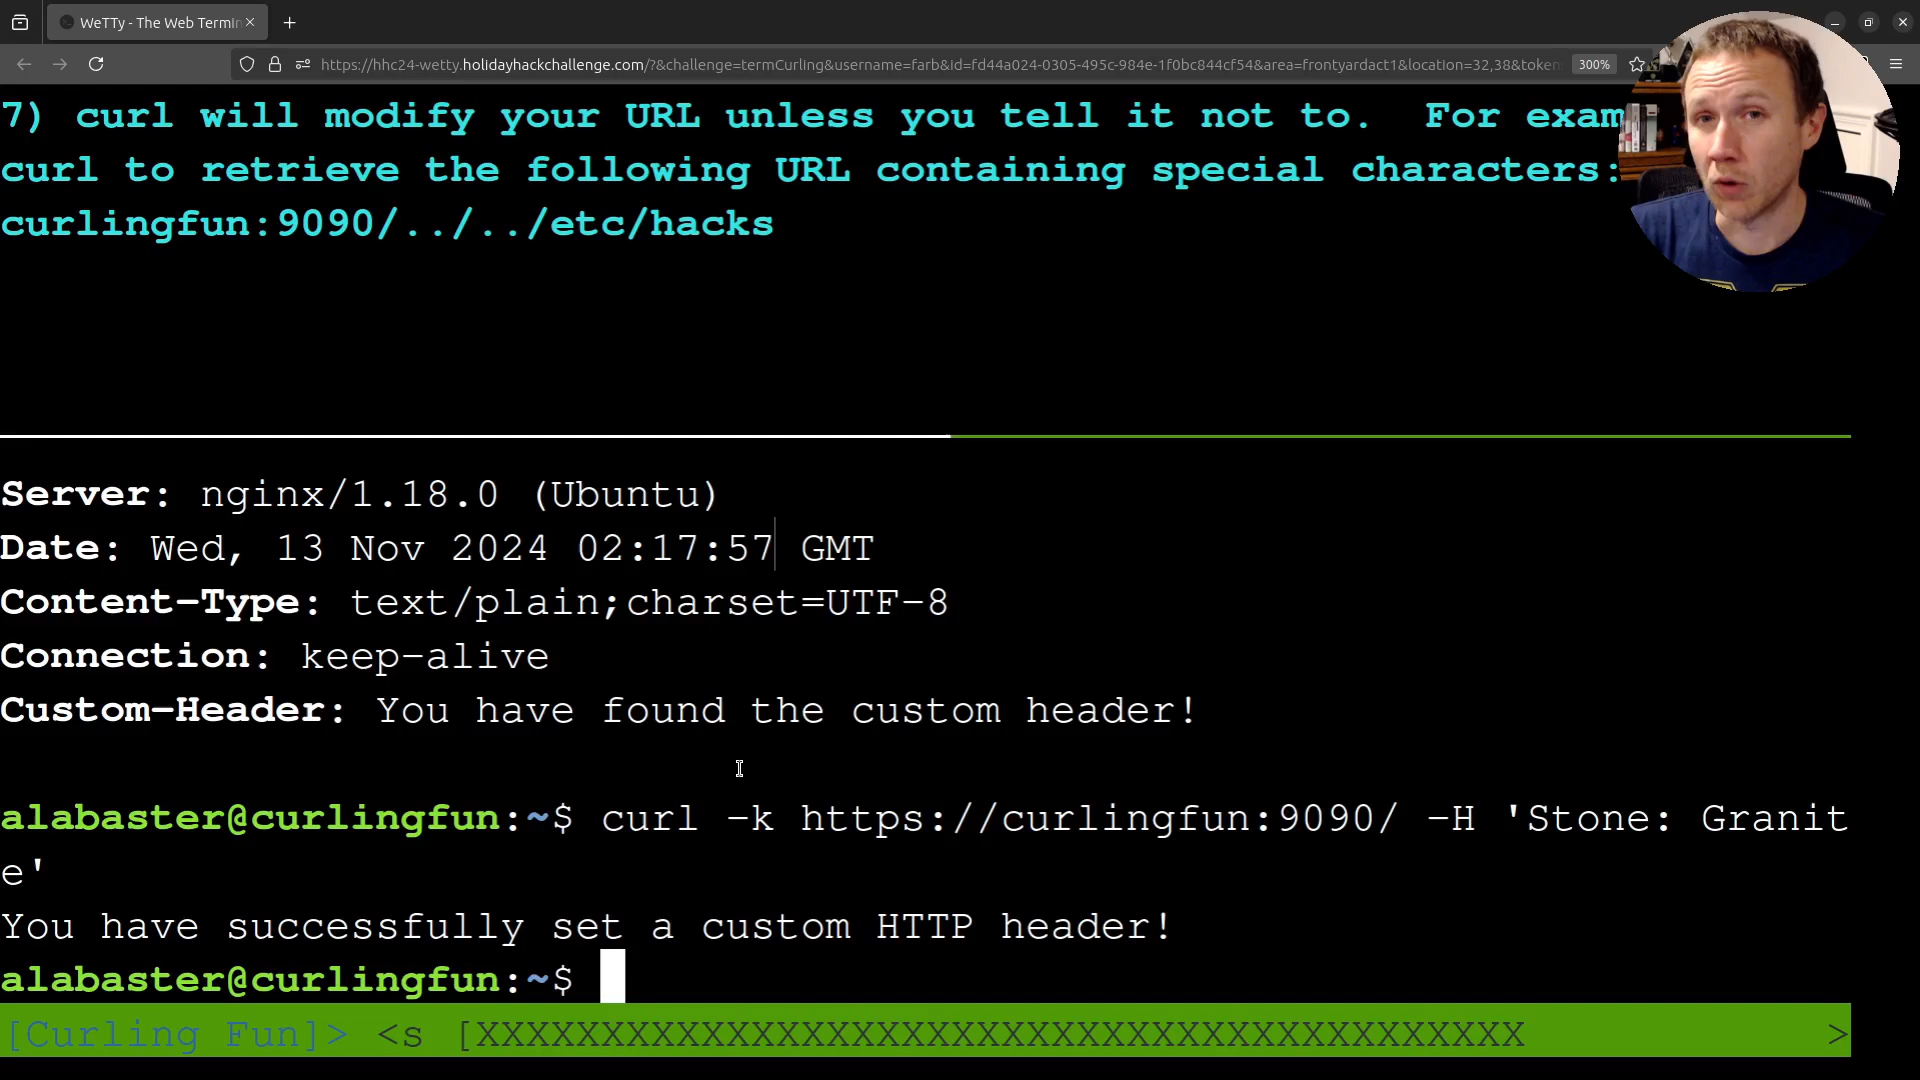 WeTTy - The Web Termin
https://hhc24-wetty.holidayhackchallenge.com/?&challenge=termCurling&username=farb&id=fd44a024-0305-495c-984e-1f0bc844cf54&area=frontyardact1&location=32,38&token
300%
7) curl will modify your URL unless you tell it not to.  For exam
curl to retrieve the following URL containing special characters:
curlingfun:9090/../../etc/hacks
Server: nginx/1.18.0 (Ubuntu)
Date: Wed, 13 Nov 2024 02:17:57 GMT
Content-Type: text/plain;charset=UTF-8
Connection: keep-alive
Custom-Header: You have found the custom header!
alabaster@curlingfun:~$ curl -k https://curlingfun:9090/ -H 'Stone: Granit
e'
You have successfully set a custom HTTP header!
alabaster@curlingfun:~$
[Curling Fun]> <s [XXXXXXXXXXXXXXXXXXXXXXXXXXXXXXXXXXXXXXXXXX >